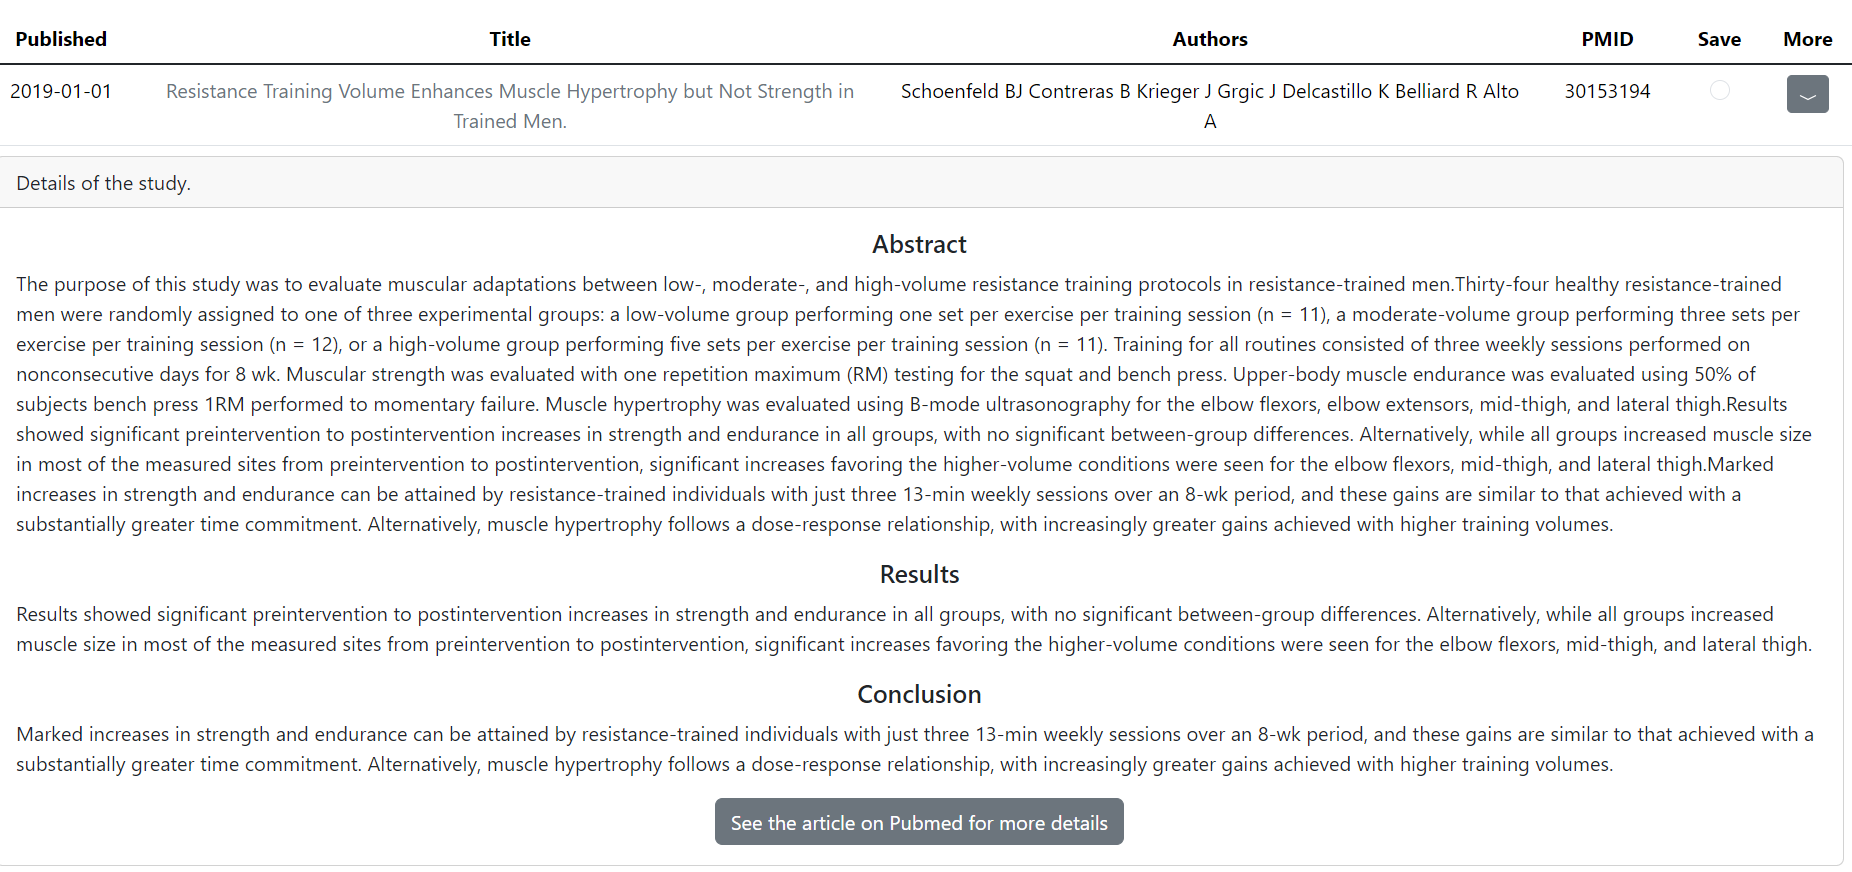 Published Title Authors PMID Save More
2019-01-01 Resistance Training Volume Enhances Muscle Hypertrophy but Not Strength in Schoenfeld BJ Contreras B Krieger J Grgic J Delcastillo K Belliard R Alto 30153194
Trained Men. A
Details of the study.
Abstract
The purpose of this study was to evaluate muscular adaptations between low-, moderate-, and high-volume resistance training protocols in resistance-trained men.Thirty-four healthy resistance-trained
men were randomly assigned to one of three experimental groups: a low-volume group performing one set per exercise per training session (n = 11), a moderate-volume group performing three sets per
exercise per training session (n = 12), or a high-volume group performing five sets per exercise per training session (n = 11). Training for all routines consisted of three weekly sessions performed on
nonconsecutive days for 8 wk. Muscular strength was evaluated with one repetition maximum (RM) testing for the squat and bench press. Upper-body muscle endurance was evaluated using 50% of
subjects bench press 1RM performed to momentary failure. Muscle hypertrophy was evaluated using B-mode ultrasonography for the elbow flexors, elbow extensors, mid-thigh, and lateral thigh.Results
showed significant preintervention to postintervention increases in strength and endurance in all groups, with no significant between-group differences. Alternatively, while all groups increased muscle size
in most of the measured sites from preintervention to postintervention, significant increases favoring the higher-volume conditions were seen for the elbow flexors, mid-thigh, and lateral thigh.Marked
increases in strength and endurance can be attained by resistance-trained individuals with just three 13-min weekly sessions over an 8-wk period, and these gains are similar to that achieved with a
substantially greater time commitment. Alternatively, muscle hypertrophy follows a dose-response relationship, with increasingly greater gains achieved with higher training volumes.
Results
Results showed significant preintervention to postintervention increases in strength and endurance in all groups, with no significant between-group differences. Alternatively, while all groups increased
muscle size in most of the measured sites from preintervention to postintervention, significant increases favoring the higher-volume conditions were seen for the elbow flexors, mid-thigh, and lateral thigh.
Conclusion
Marked increases in strength and endurance can be attained by resistance-trained individuals with just three 13-min weekly sessions over an 8-wk period, and these gains are similar to that achieved with a
substantially greater time commitment. Alternatively, muscle hypertrophy follows a dose-response relationship, with increasingly greater gains achieved with higher training volumes.
See the article on Pubmed for more details